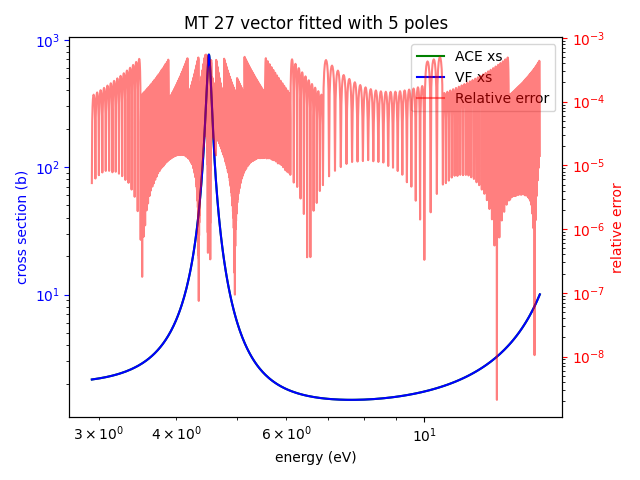 MT 27 vector fitted with 5 poles
10³
10²
10¹
cross section (b)
ACE xs
VF xs
Relative error
10⁻³
10⁻⁴
10⁻⁵
10⁻⁶
10⁻⁷
10⁻⁸
relative error
3 × 10⁰ 4 × 10⁰ 6 × 10⁰ 10¹
energy (eV)